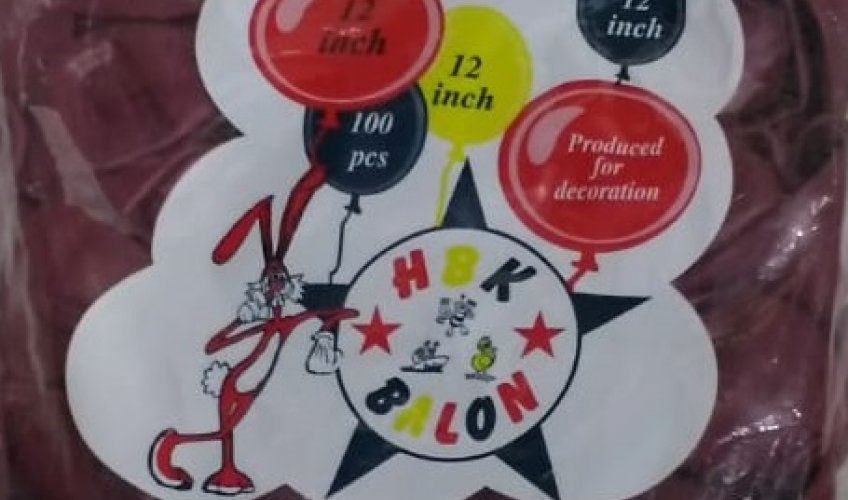 12
inch
12
inch
12
inch
100
pcs
Produced
for
decoration
HBK
BALON